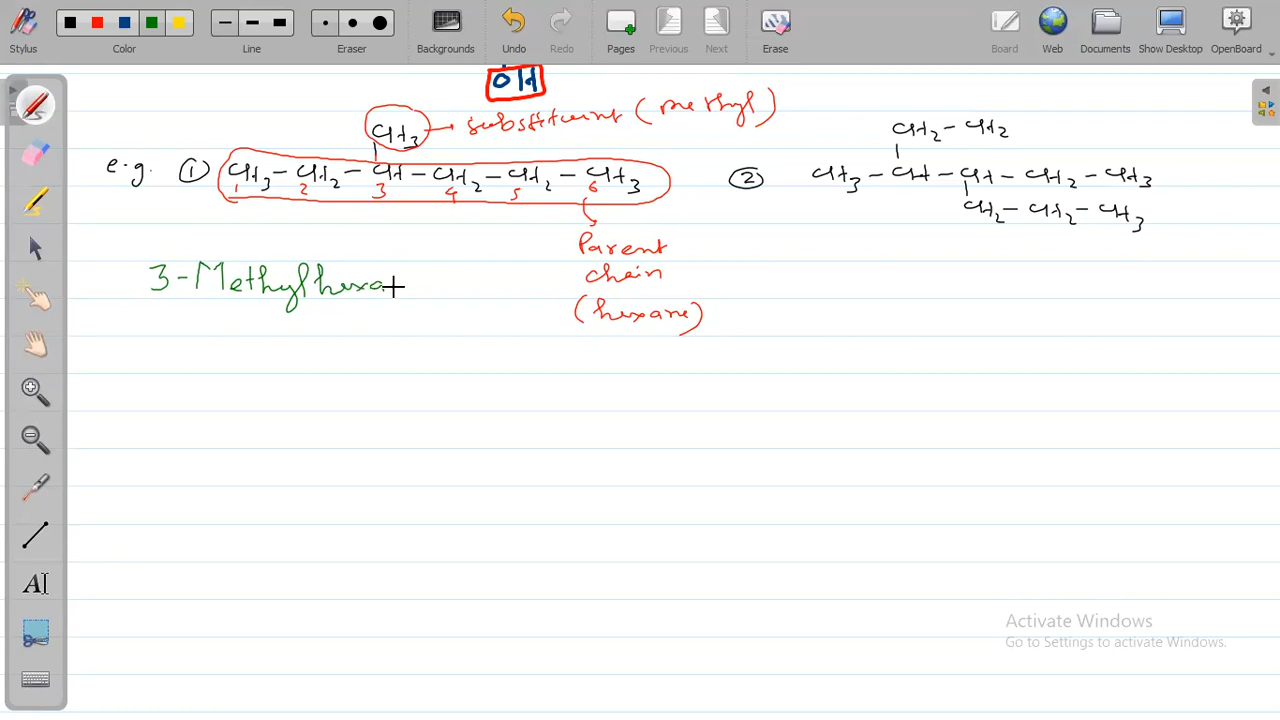 Stylus
Color
Line
Eraser
Backgrounds
Undo
Redo
Pages
Previous
Next
Erase
Board
Web
Documents
Show Desktop
OpenBoard
OH
CH3 → substituent (methyl)
e.g. ① CH3 - CH2 - CH - CH2 - CH2 - CH3
1 2 3 4 5 6
Parent
chain
(hexane)
3-Methylhexa
CH2 - CH2
② CH3 - CH - CH - CH2 - CH3
CH2 - CH2 - CH3
Activate Windows
Go to Settings to activate Windows.